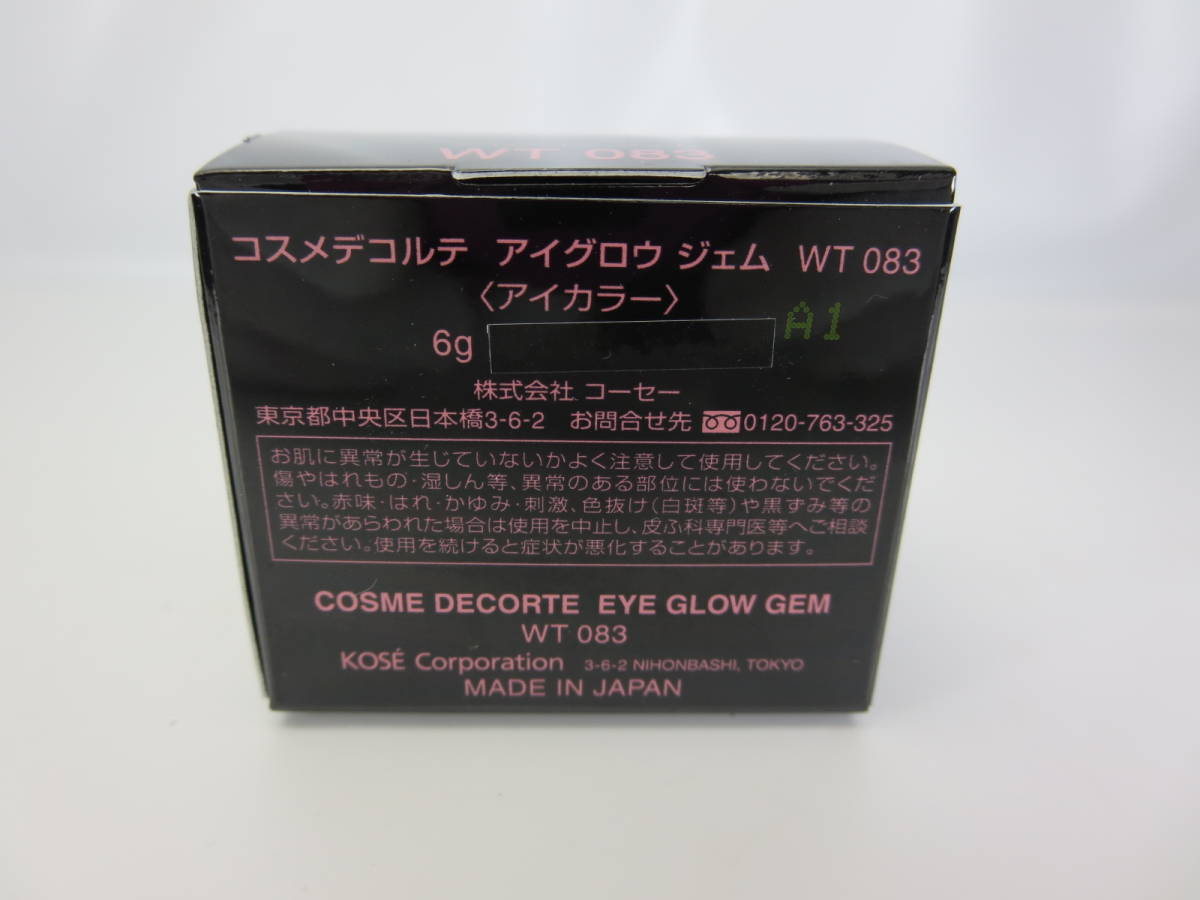 WT 083
コスメデコルテ アイグロウ ジェム WT 083
〈アイカラー〉
6g A1
株式会社 コーセー
東京都中央区日本橋3-6-2 お問合せ先 0120-763-325
お肌に異常が生じていないかよく注意して使用してください。
傷やはれもの・湿しん等、異常のある部位には使わないでくだ
さい。赤味・はれ・かゆみ・刺激、色抜け(白斑等)や黒ずみ等の
異常があらわれた場合は使用を中止し、皮ふ科専門医等へご相談
ください。使用を続けると症状が悪化することがあります。
COSME DECORTE EYE GLOW GEM
WT 083
KOSÉ Corporation 3-6-2 NIHONBASHI, TOKYO
MADE IN JAPAN